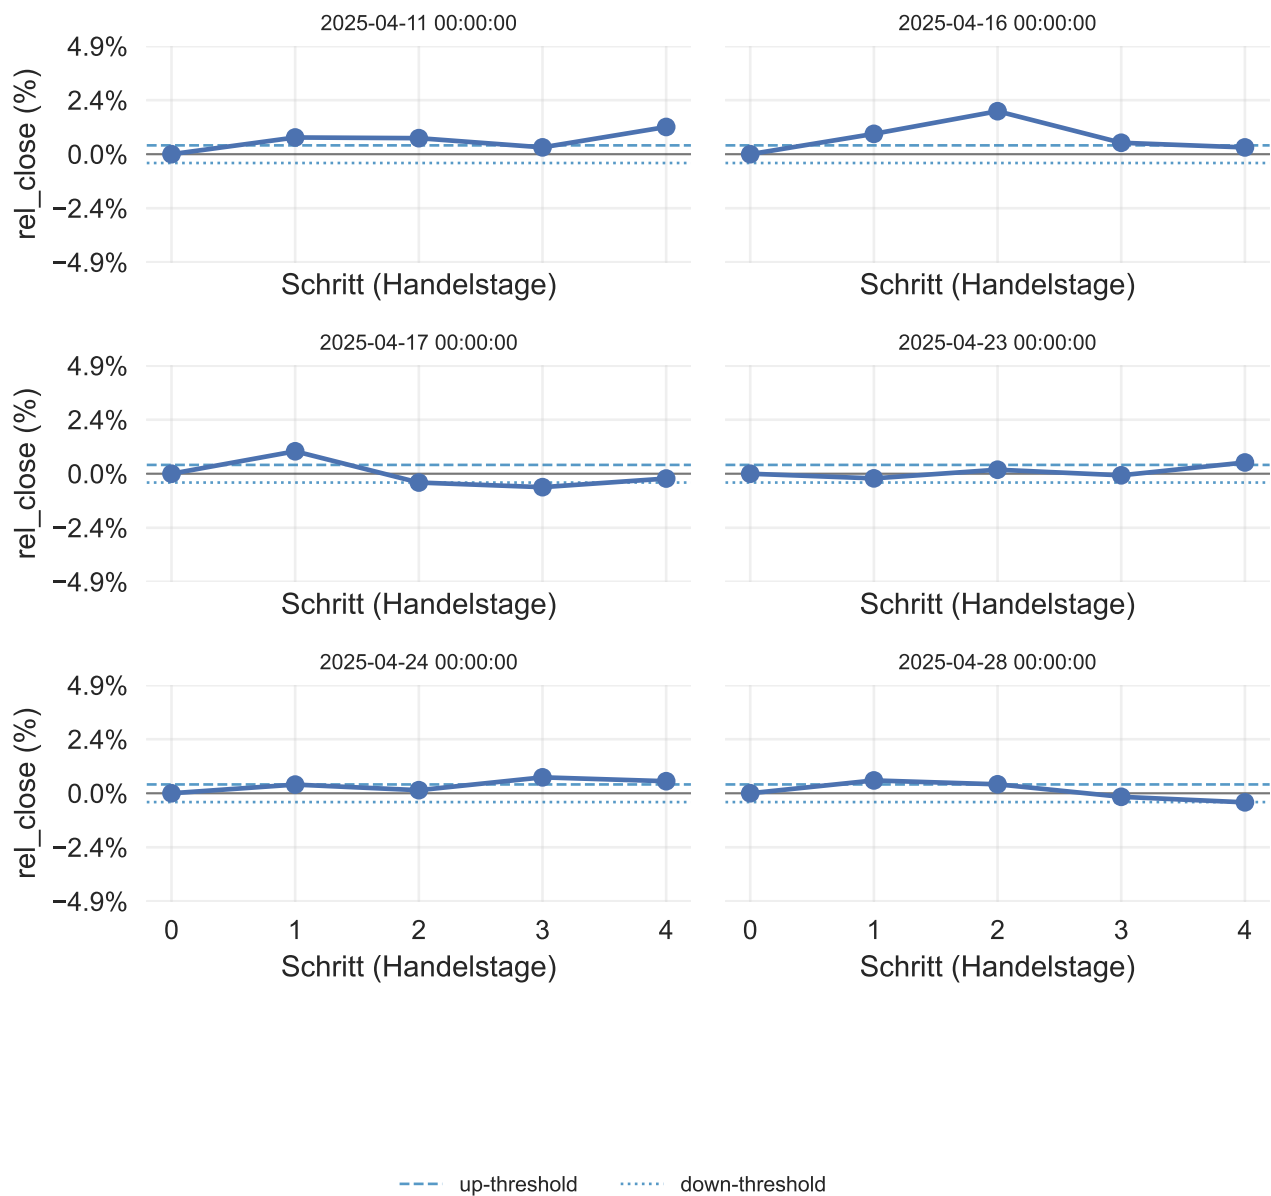 2025-04-11 00:00:00
2025-04-16 00:00:00
4.9%
2.4%
0.0%
−2.4%
−4.9%
rel_close (%)
Schritt (Handelstage)
Schritt (Handelstage)
2025-04-17 00:00:00
2025-04-23 00:00:00
4.9%
2.4%
0.0%
−2.4%
−4.9%
rel_close (%)
Schritt (Handelstage)
Schritt (Handelstage)
2025-04-24 00:00:00
2025-04-28 00:00:00
4.9%
2.4%
0.0%
−2.4%
−4.9%
rel_close (%)
0 1 2 3 4
0 1 2 3 4
Schritt (Handelstage)
Schritt (Handelstage)
up-threshold
down-threshold